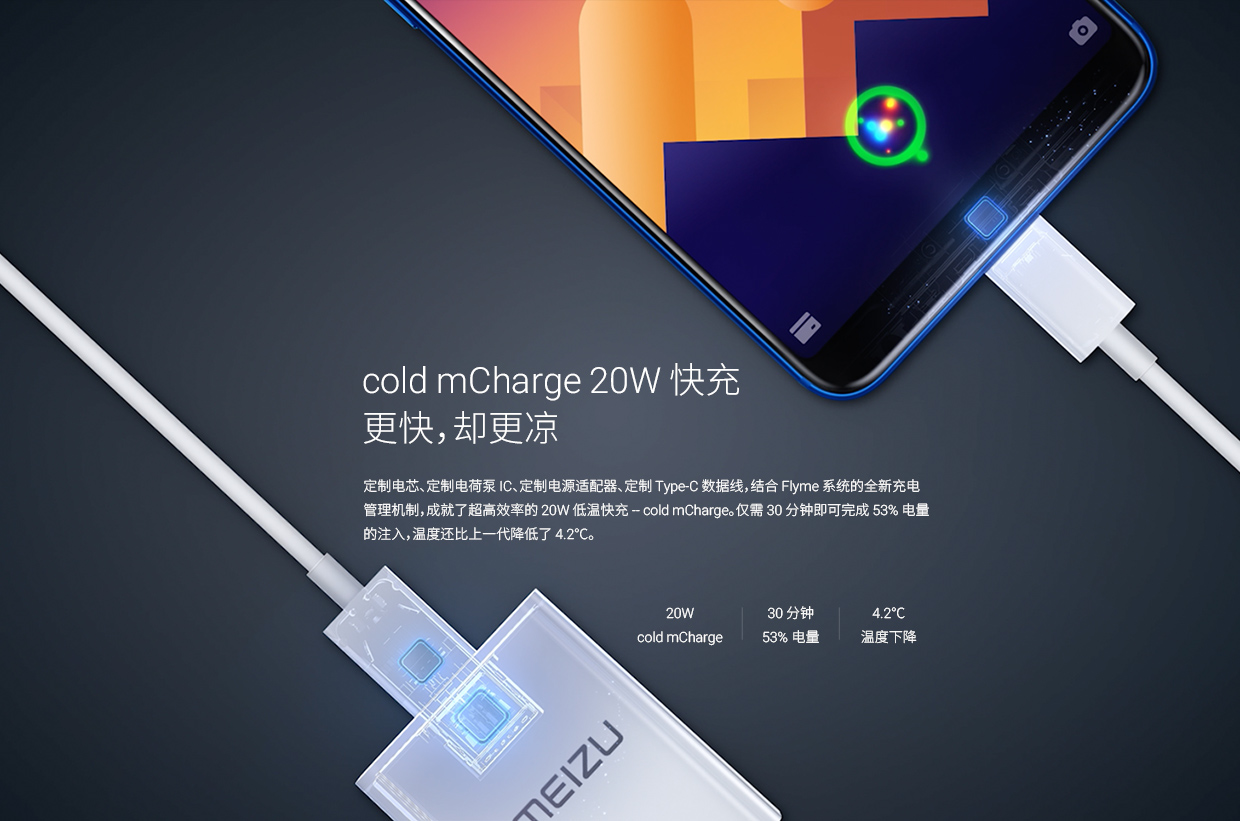 cold mCharge 20W 快充
更快，却更凉
定制电芯、定制电荷泵 IC、定制电源适配器、定制 Type-C 数据线，结合 Flyme 系统的全新充电
管理机制，成就了超高效率的 20W 低温快充 -- cold mCharge。仅需 30 分钟即可完成 53% 电量
的注入，温度还比上一代降低了 4.2℃。
20W
cold mCharge
30 分钟
53% 电量
4.2℃
温度下降
MEIZU